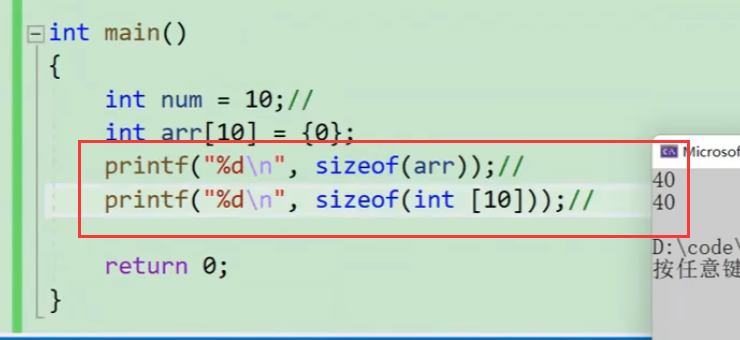 int main()
{
int num = 10;//
int arr[10] = {0};
printf("%d\n", sizeof(arr));//
printf("%d\n", sizeof(int [10]));//
return 0;
}
Microsof
40
40
D:\code\
按任意键